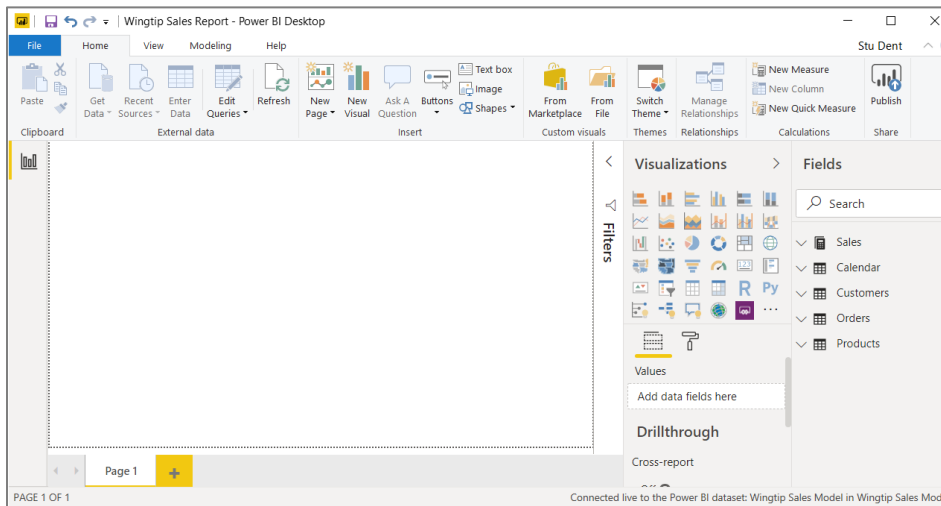 Wingtip Sales Report - Power BI Desktop
File Home View Modeling Help Stu Dent
Paste
Get Data
Recent Sources
Enter Data
Edit Queries
Refresh
New Page
New Visual
Ask A Question
Buttons
Text box
Image
Shapes
From Marketplace
From File
Switch Theme
Manage Relationships
New Measure
New Column
New Quick Measure
Publish
Clipboard External data Insert Custom visuals Themes Relationships Calculations Share
Filters
Visualizations
123
R Py
Values
Add data fields here
Drillthrough
Cross-report
Fields
Search
Sales
Calendar
Customers
Orders
Products
Page 1
PAGE 1 OF 1
Connected live to the Power BI dataset: Wingtip Sales Model in Wingtip Sales Mod